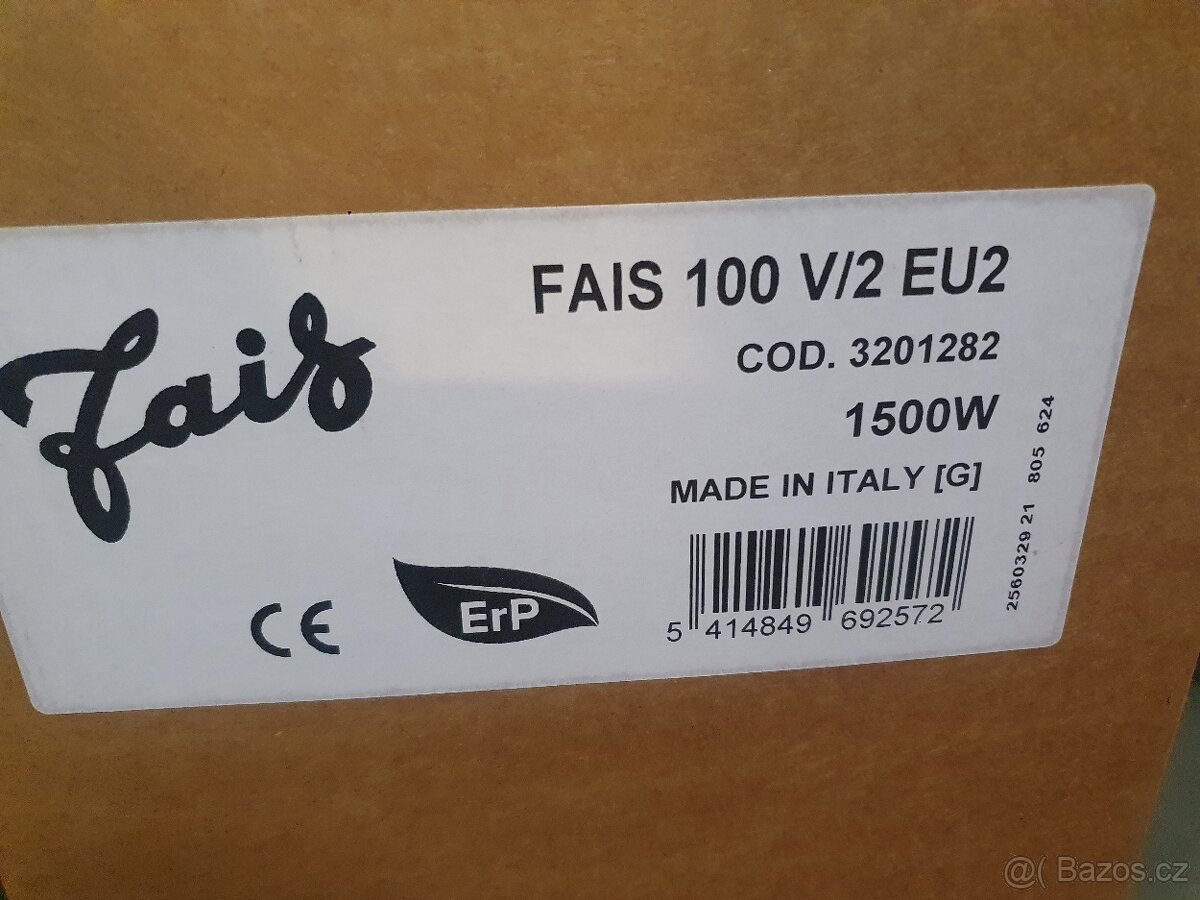 Fais
FAIS 100 V/2 EU2
COD. 3201282
1500W
MADE IN ITALY [G]
CE
ErP
5 414849 692572
2560329 21 805 624
@( Bazos.cz